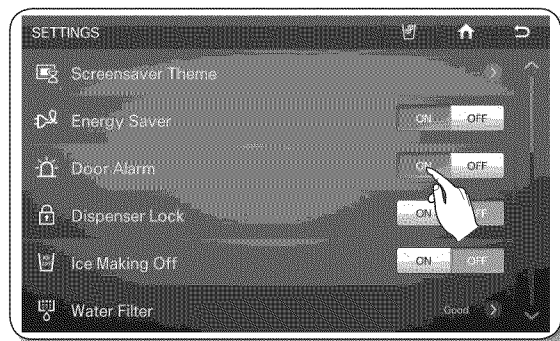 SETTINGS
Screensaver Theme
Energy Saver ON OFF
Door Alarm ON OFF
Dispenser Lock ON
Ice Making Off ON OFF
Water Filter Good